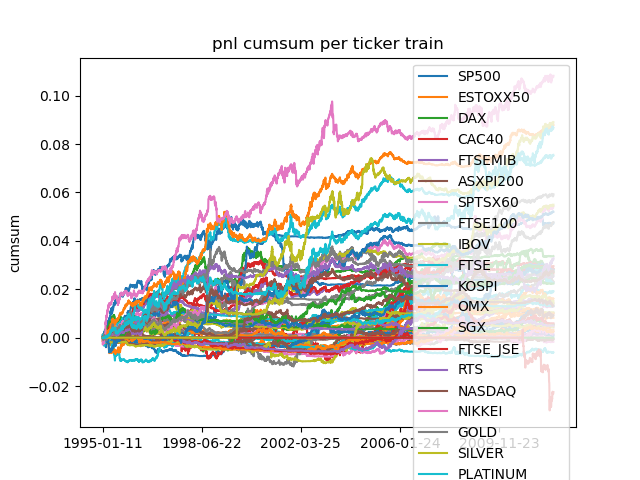 pnl cumsum per ticker train
cumsum
0.10
0.08
0.06
0.04
0.02
0.00
−0.02
1995-01-11
1998-06-22
2002-03-25
2006-01-24
2009-11-23
SP500
ESTOXX50
DAX
CAC40
FTSEMIB
ASXPI200
SPTSX60
FTSE100
IBOV
FTSE
KOSPI
OMX
SGX
FTSE_JSE
RTS
NASDAQ
NIKKEI
GOLD
SILVER
PLATINUM